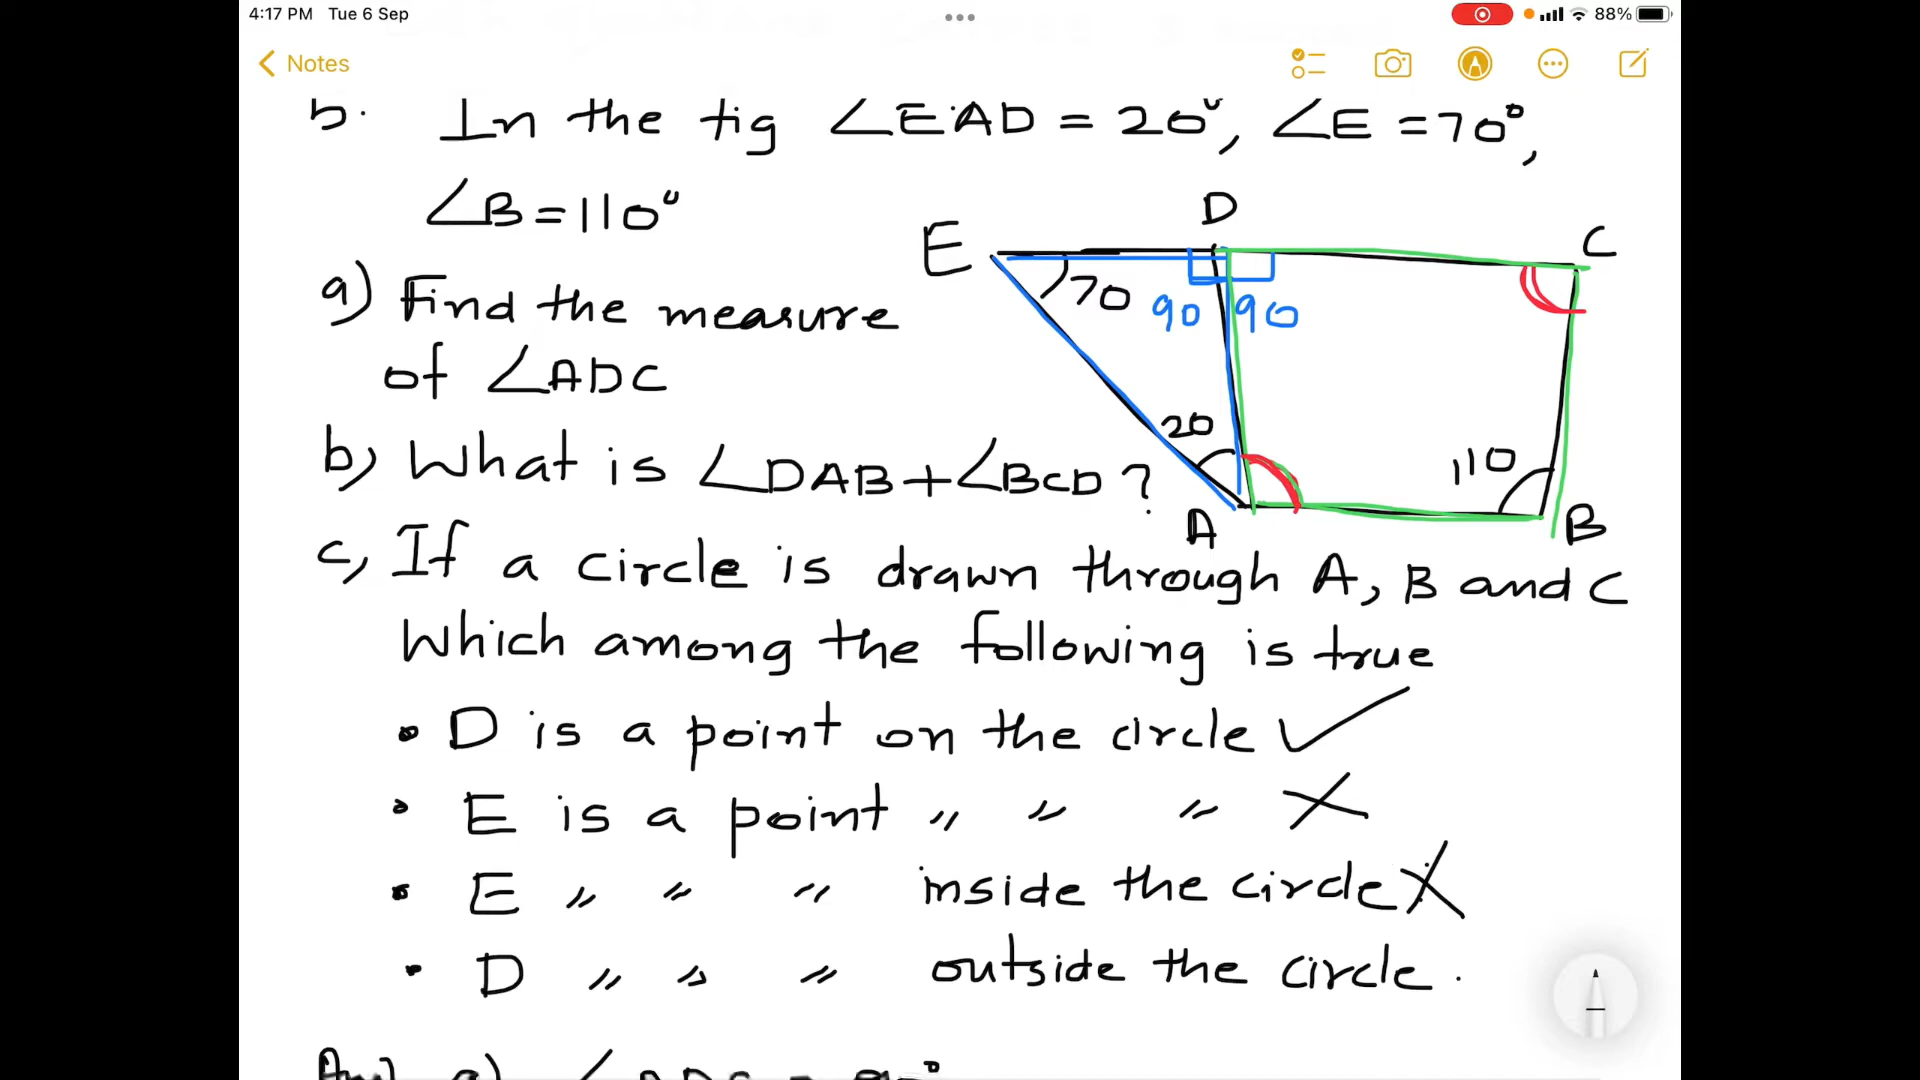 4:17 PM Tue 6 Sep
88%
Notes
5. In the fig ∠EAD = 20°, ∠E = 70°,
∠B = 110°
D
E
C
70
90
90
20
110
A
B
a) Find the measure
of ∠ADC
b) What is ∠DAB + ∠BCD ?
c, If a circle is drawn through A, B and C
Which among the following is true
• D is a point on the circle ✓
• E is a point " " " X
• E " " " inside the circle X
• D " " " outside the circle .
a) ∠ADC =